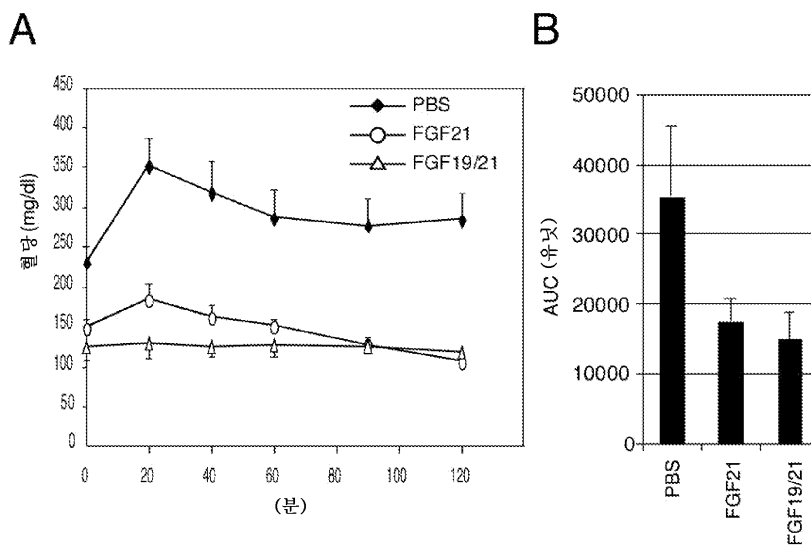 A
450
400
350
300
250
200
150
100
50
0
혈당 (mg/dl)
0 20 40 60 80 100 120
(분)
PBS
FGF21
FGF19/21
B
50000
40000
30000
20000
10000
0
AUC (유닛)
PBS
FGF21
FGF19/21